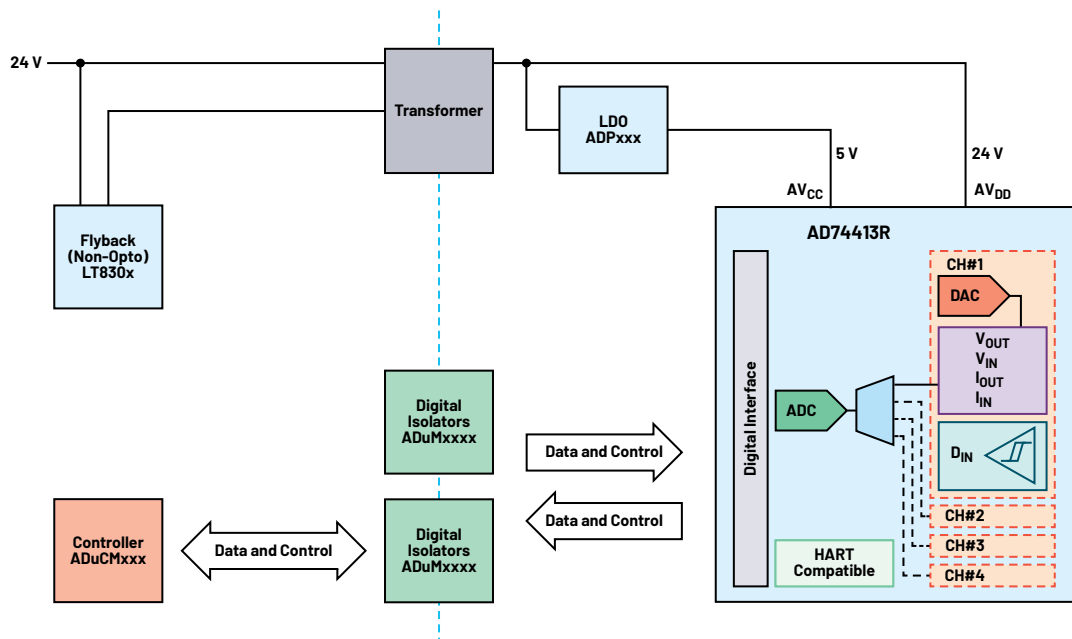 24 V
Transformer
LDO
ADPxxx
5 V
24 V
AVCC
AVDD
Flyback
(Non-Opto)
LT830x
AD74413R
CH#1
DAC
VOUT
VIN
IOUT
IIN
Digital Interface
ADC
DIN
Digital
Isolators
ADuMxxxx
Data and Control
Data and Control
Controller
ADuCMxxx
Data and Control
Digital
Isolators
ADuMxxxx
HART
Compatible
CH#2
CH#3
CH#4